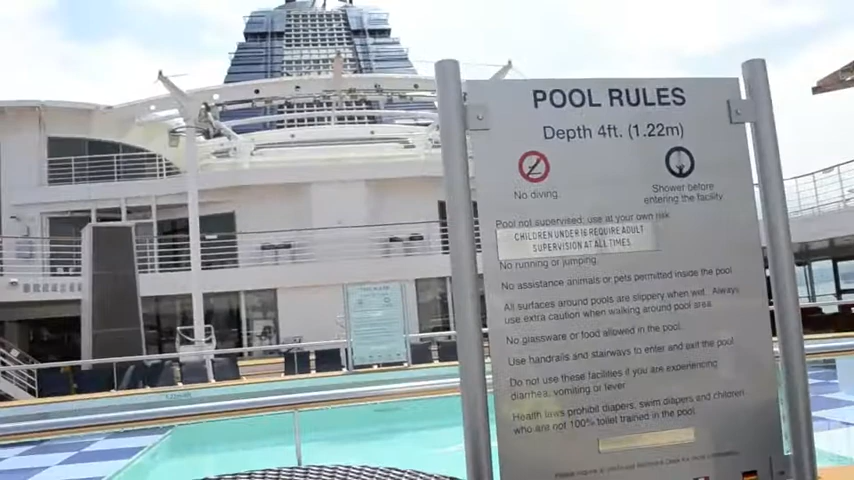 POOL RULES
Depth 4ft. (1.22m)
No diving.
Shower before
entering the facility
Pool not supervised; use at your own risk
CHILDREN UNDER 16 REQUIRE ADULT
SUPERVISION AT ALL TIMES
No running or jumping.
No assistance animals or pets permitted inside the pool
All surfaces around pools are slippery when wet. Always
use extra caution when walking around pool area.
No glassware or food allowed in the pool.
Use handrails and stairways to enter and exit the pool.
Do not use these facilities if you are experiencing
diarrhea, vomiting or fever.
Health Laws prohibit diapers, swim diapers and children
who are not 100% toilet trained in the pool.